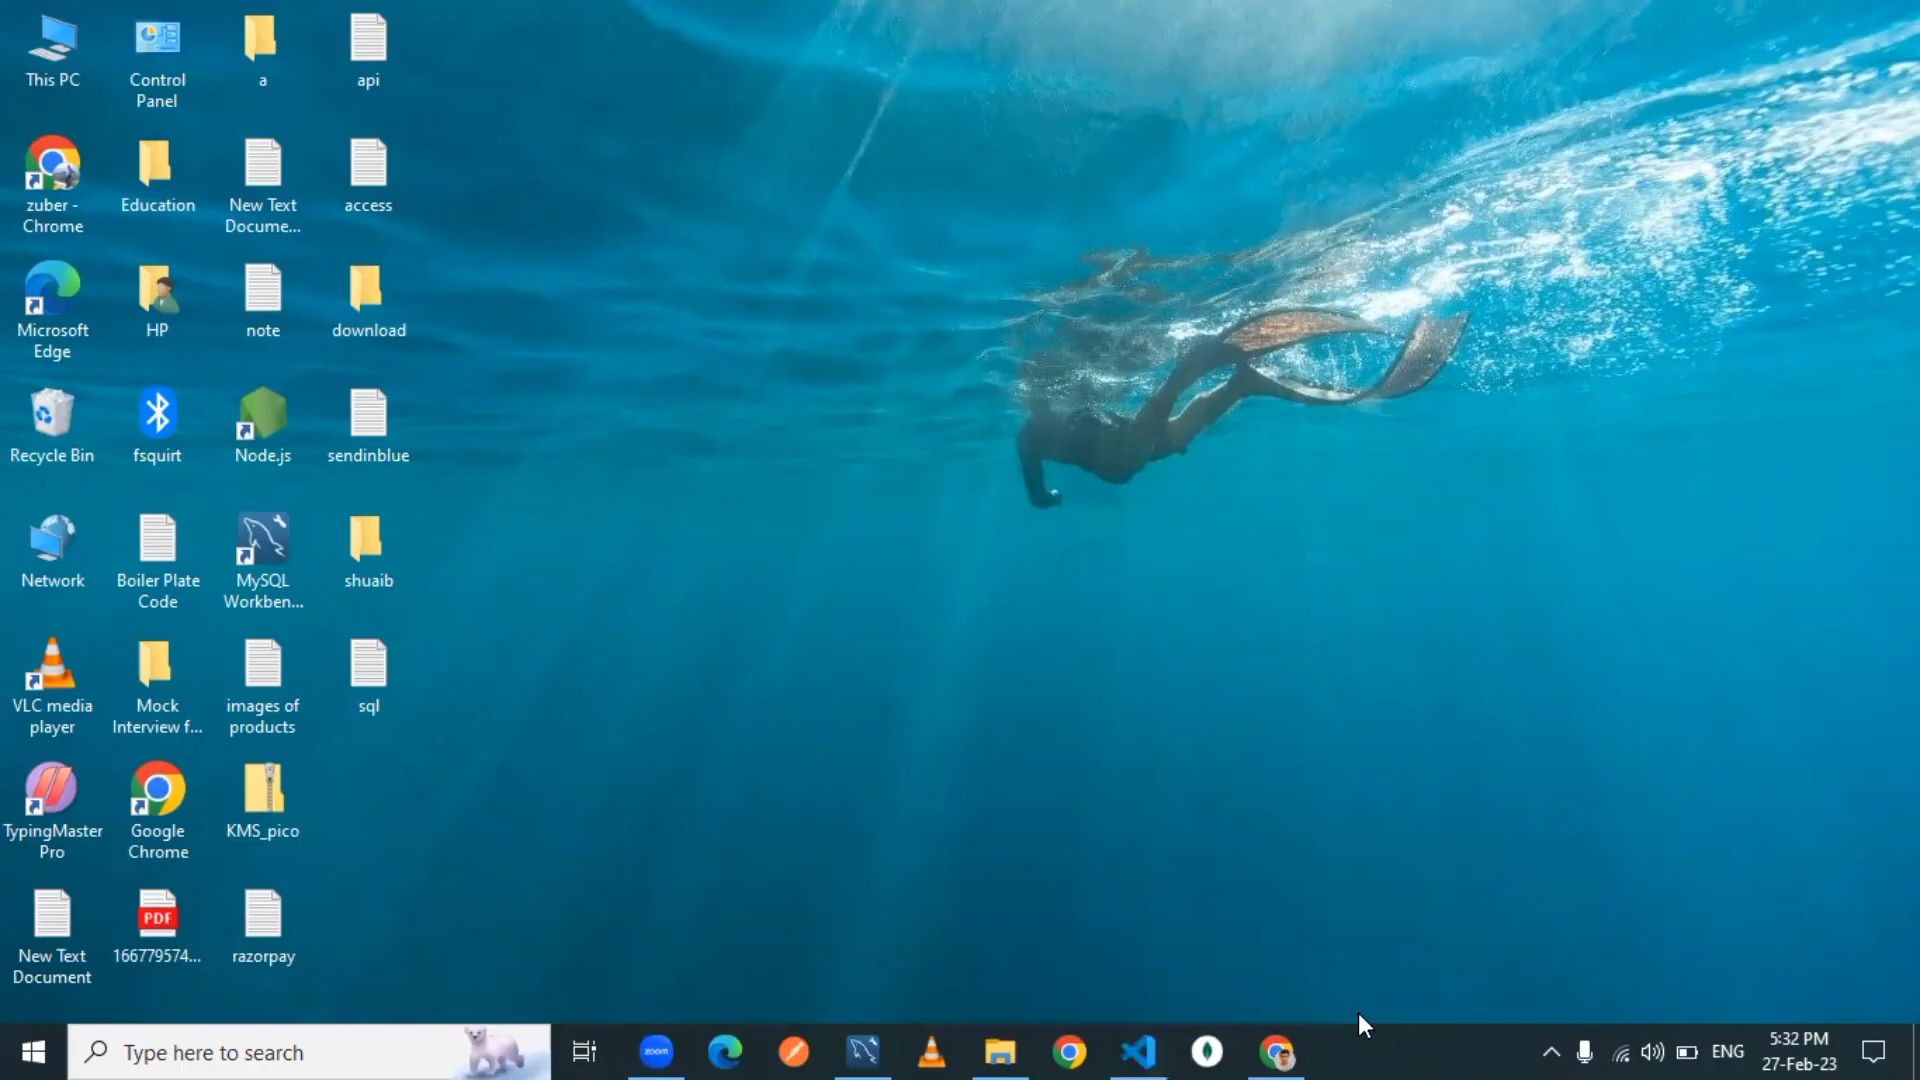 This PC
Control
Panel
a
api
zuber -
Chrome
Education
New Text
Docume...
access
Microsoft
Edge
HP
note
download
Recycle Bin
fsquirt
Node.js
sendinblue
Network
Boiler Plate
Code
MySQL
Workben...
shuaib
VLC media
player
Mock
Interview f...
images of
products
sql
TypingMaster
Pro
Google
Chrome
KMS_pico
New Text
Document
PDF
166779574...
razorpay
Type here to search
zoom
ENG
5:32 PM
27-Feb-23